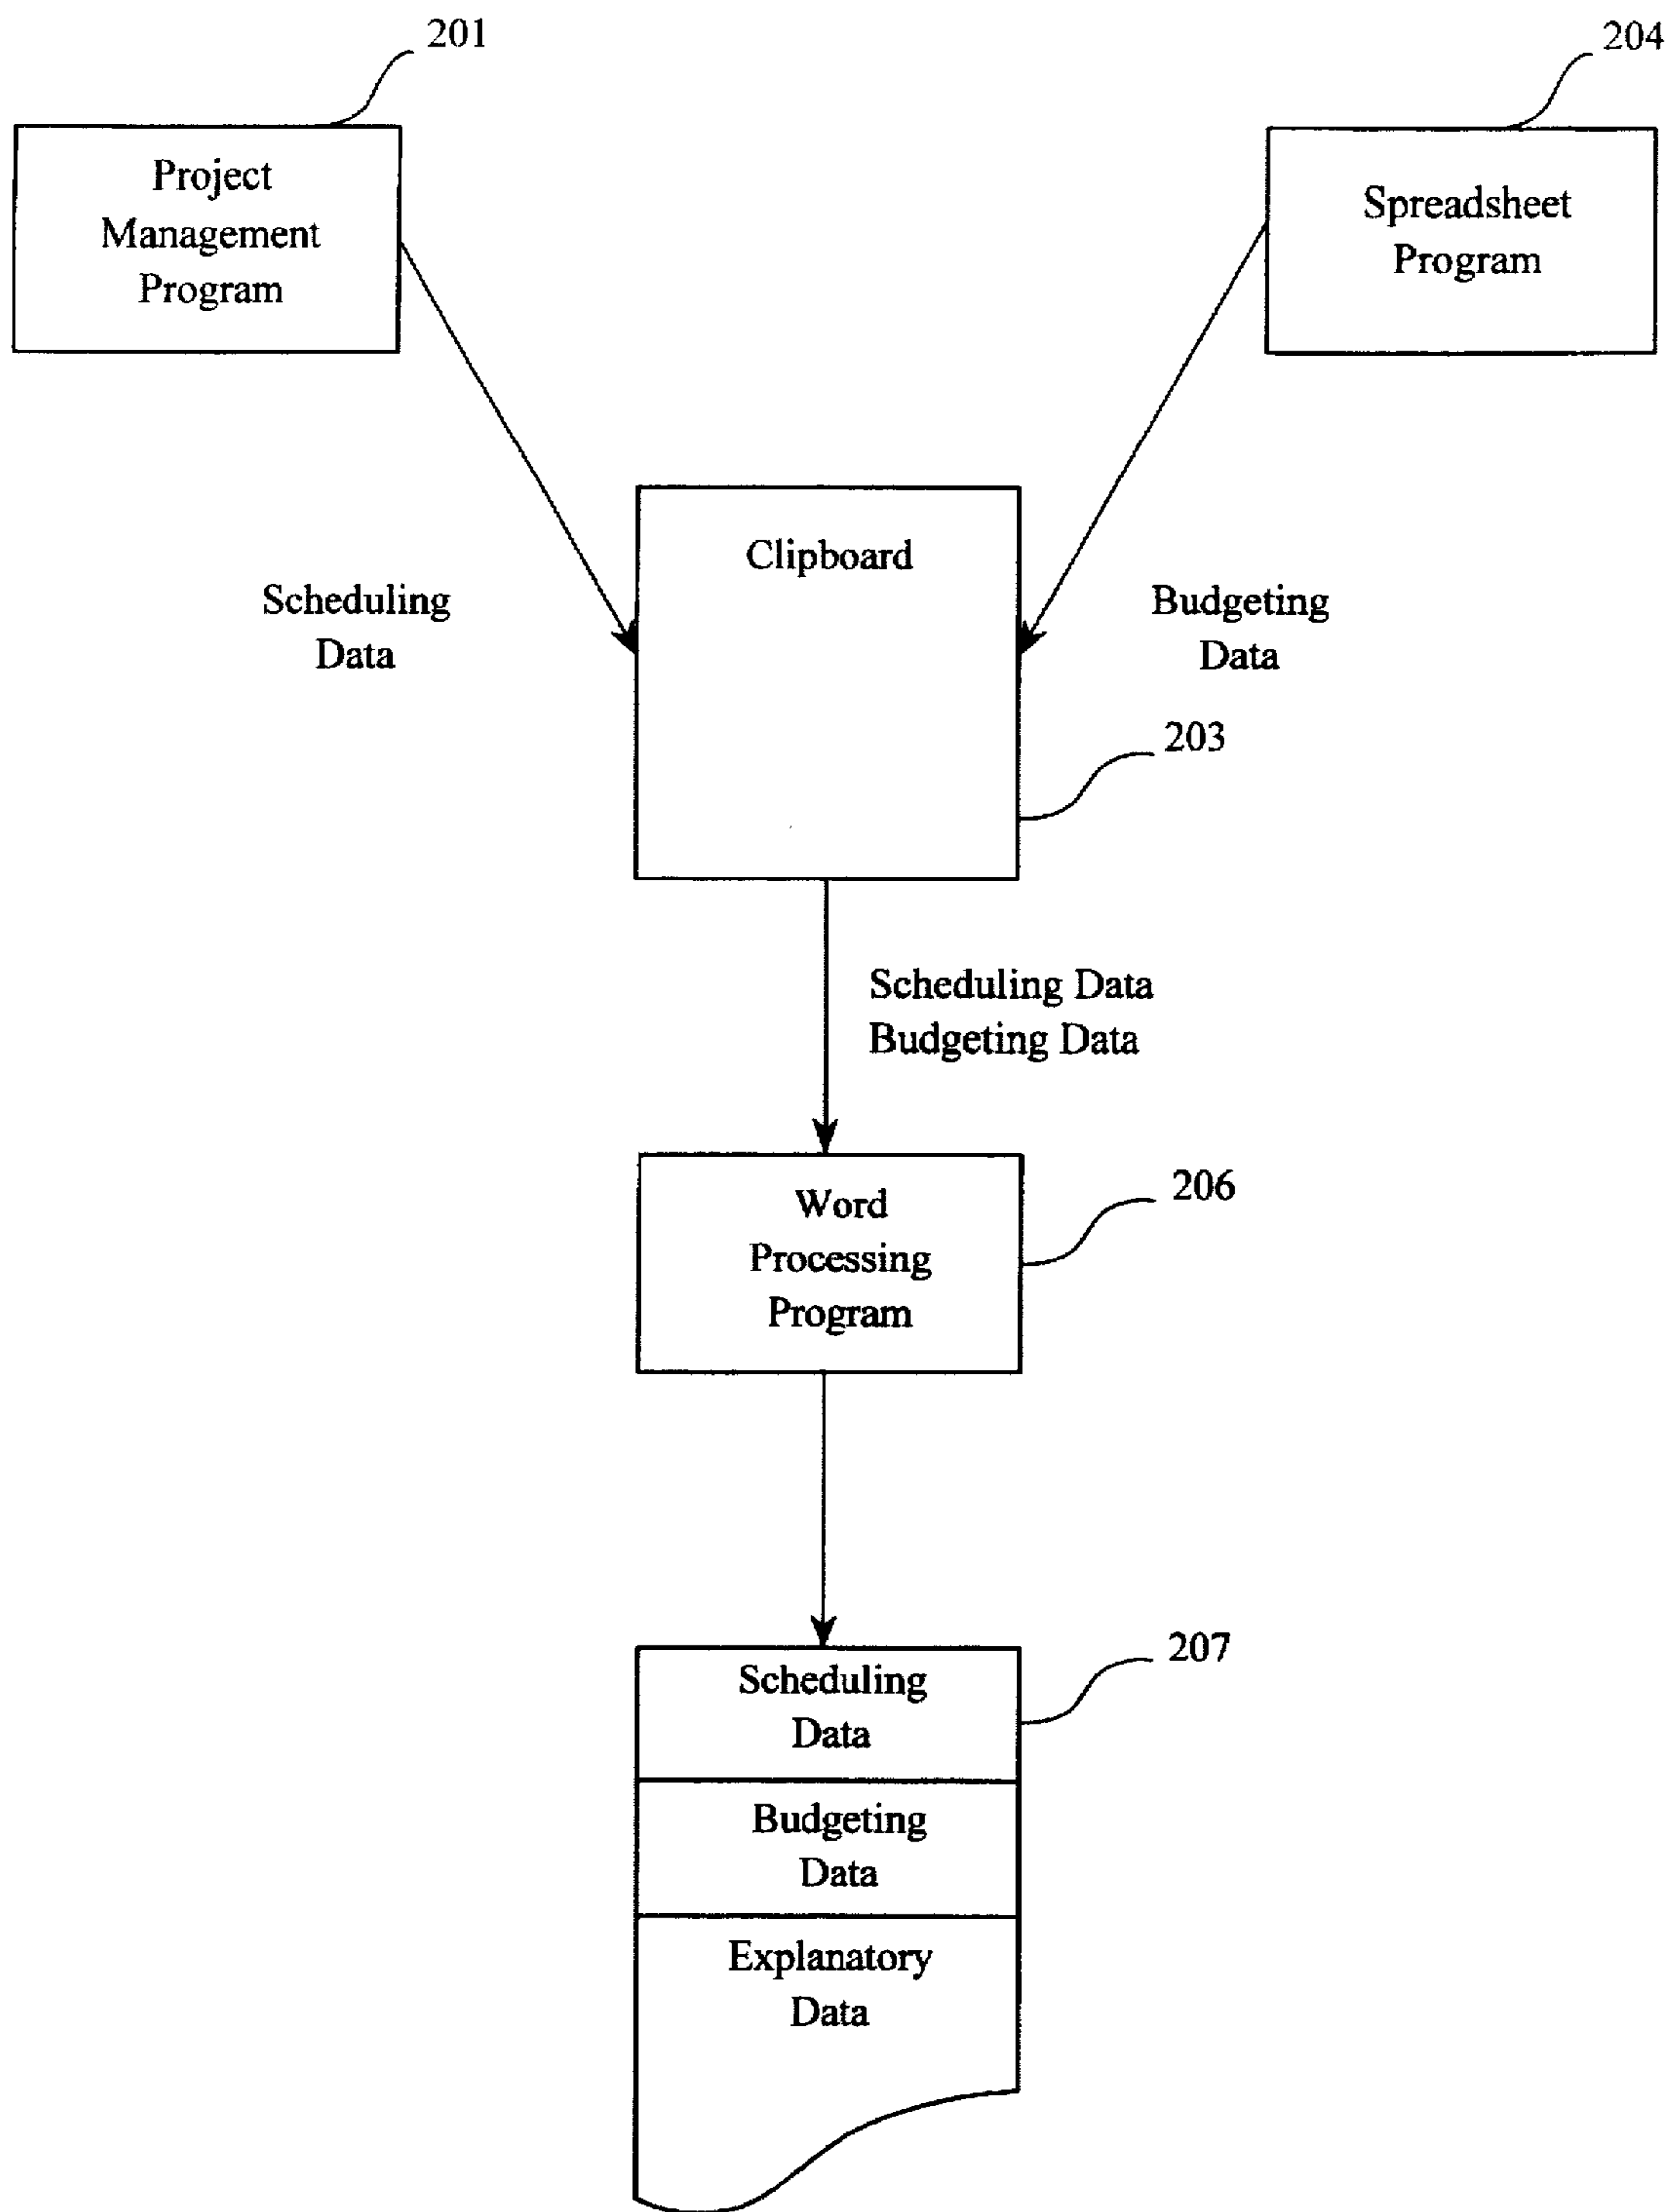 201
204
Project
Management
Program
Spreadsheet
Program
Clipboard
Scheduling
Data
Budgeting
Data
203
Scheduling Data
Budgeting Data
Word
Processing
Program
206
Scheduling
Data
207
Budgeting
Data
Explanatory
Data